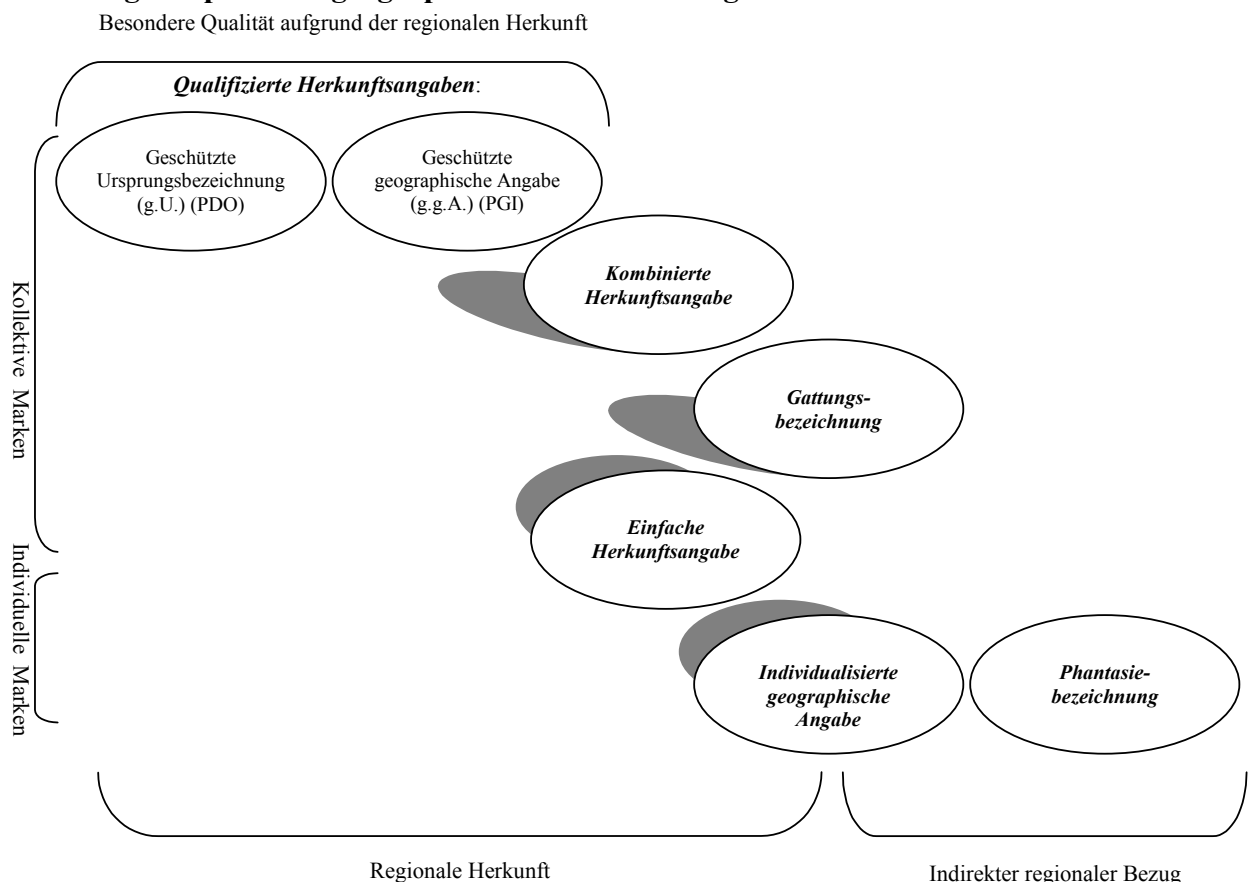 Besondere Qualität aufgrund der regionalen Herkunft
Qualifizierte Herkunftsangaben:
Geschützte
Ursprungsbezeichnung
(g.U.) (PDO)
Geschützte
geographische Angabe
(g.g.A.) (PGI)
Kombinierte
Herkunftsangabe
Gattungs-
bezeichnung
Einfache
Herkunftsangabe
Individualisierte
geographische
Angabe
Phantasie-
bezeichnung
Kollektive Marken
Individuelle Marken
Regionale Herkunft
Indirekter regionaler Bezug